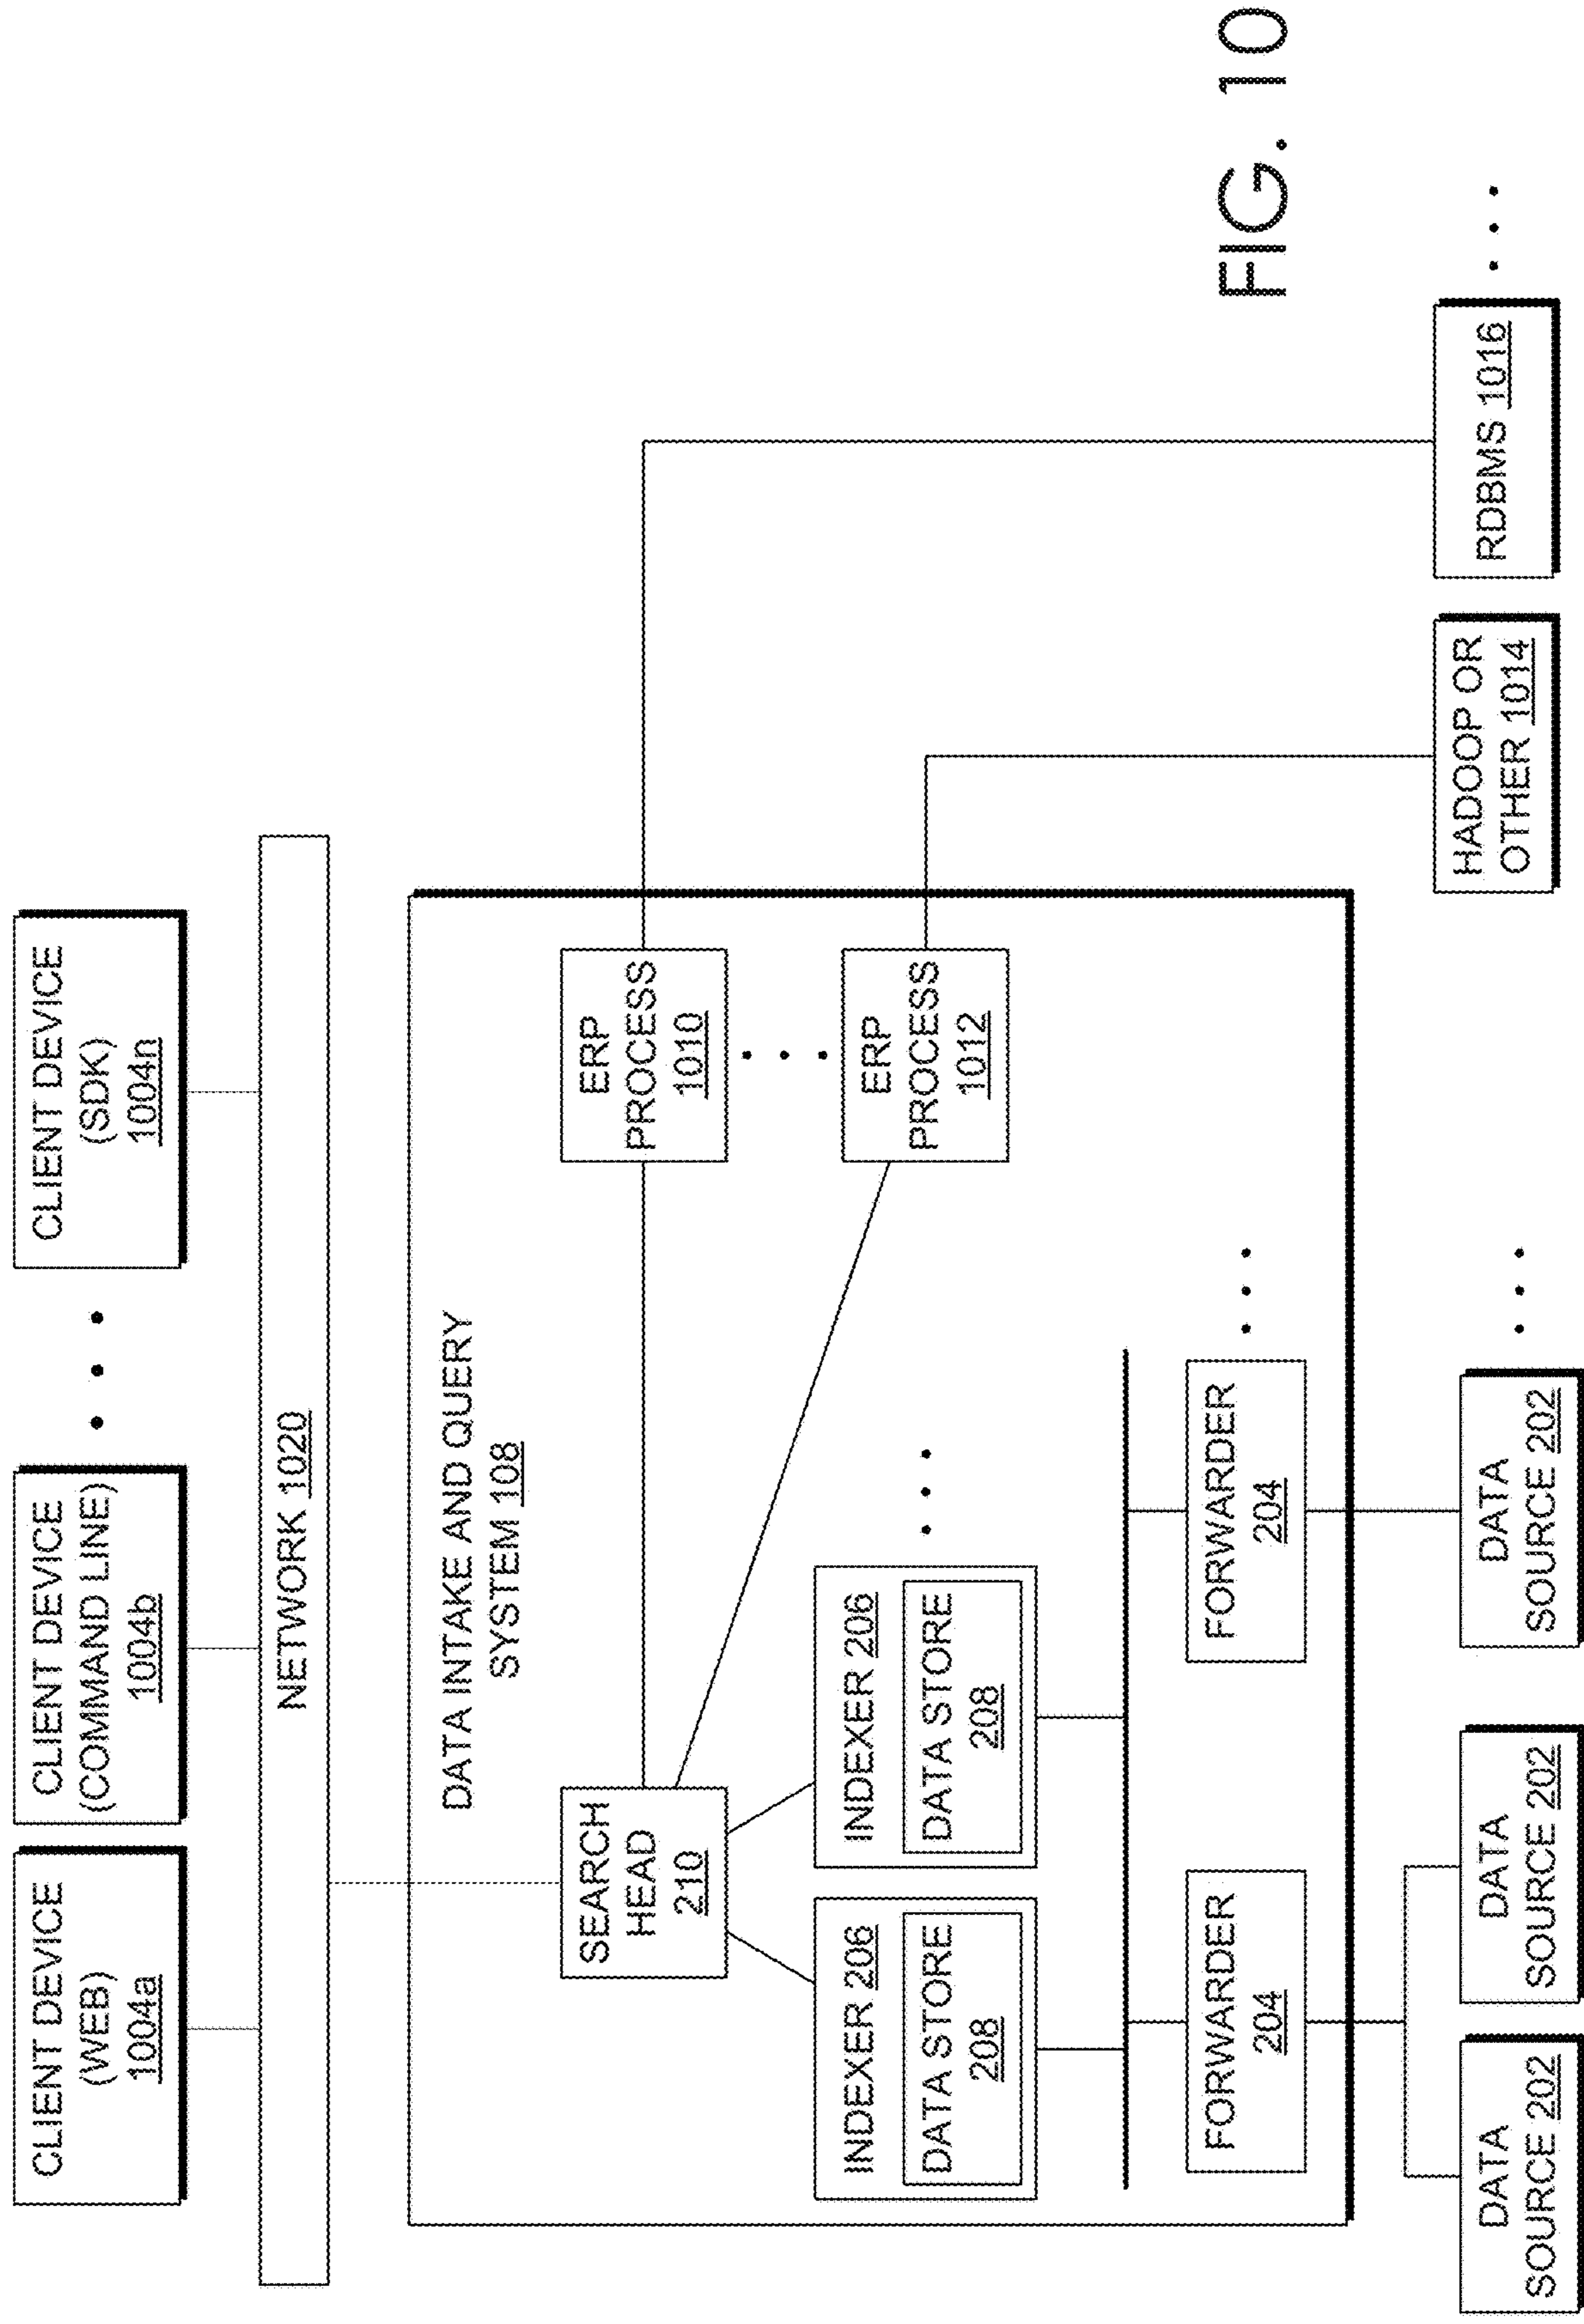 CLIENT DEVICE
(WEB)
1004a
CLIENT DEVICE
(COMMAND LINE)
1004b
CLIENT DEVICE
(SDK)
1004n
NETWORK 1020
DATA INTAKE AND QUERY
SYSTEM 108
SEARCH
HEAD
210
ERP
PROCESS
1010
INDEXER 206
DATA STORE
208
INDEXER 206
DATA STORE
208
ERP
PROCESS
1012
FORWARDER
204
FORWARDER
204
DATA
SOURCE 202
DATA
SOURCE 202
DATA
SOURCE 202
HADOOP OR
OTHER 1014
RDBMS 1016
FIG. 10